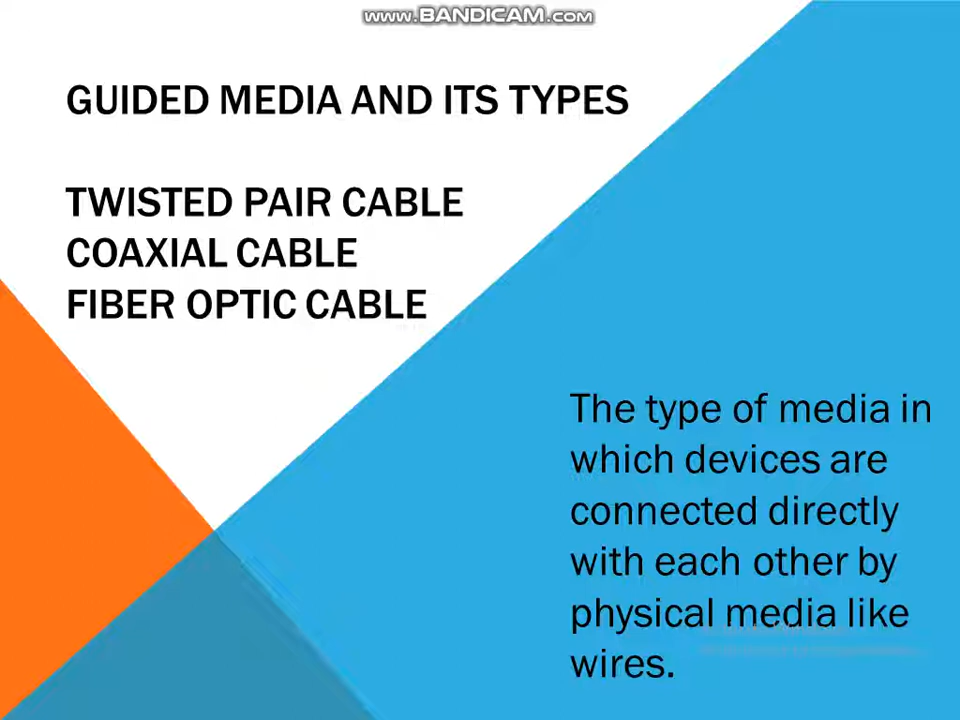 www.BANDICAM.com
GUIDED MEDIA AND ITS TYPES
TWISTED PAIR CABLE
COAXIAL CABLE
FIBER OPTIC CABLE
The type of media in
which devices are
connected directly
with each other by
physical media like
wires.